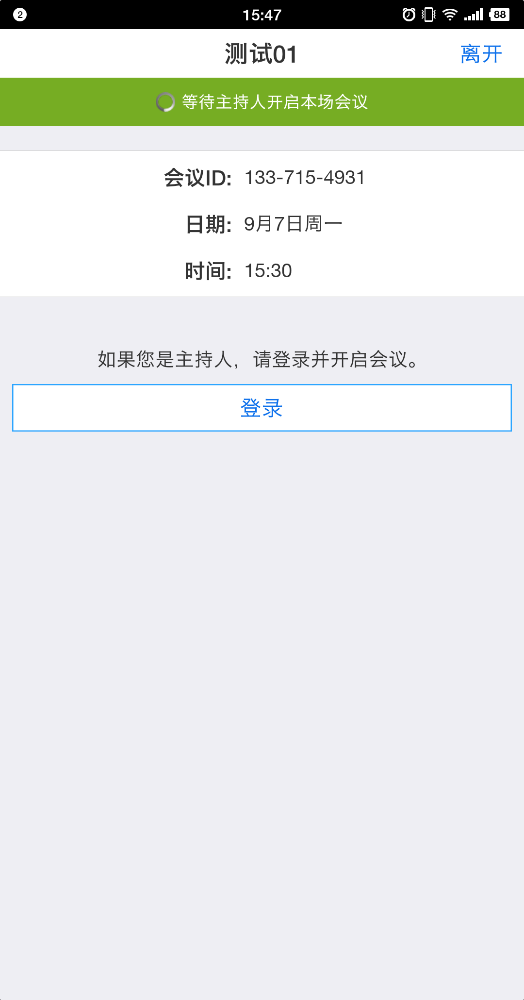 2
15:47
88
测试01
离开
等待主持人开启本场会议
会议ID: 133-715-4931
日期: 9月7日周一
时间: 15:30
如果您是主持人，请登录并开启会议。
登录